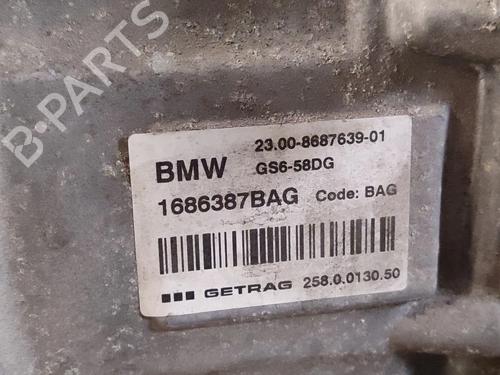 B-PARTS
23.00-8687639-01
BMW GS6-58DG
1686387BAG Code: BAG
GETRAG 258.0.0130.50